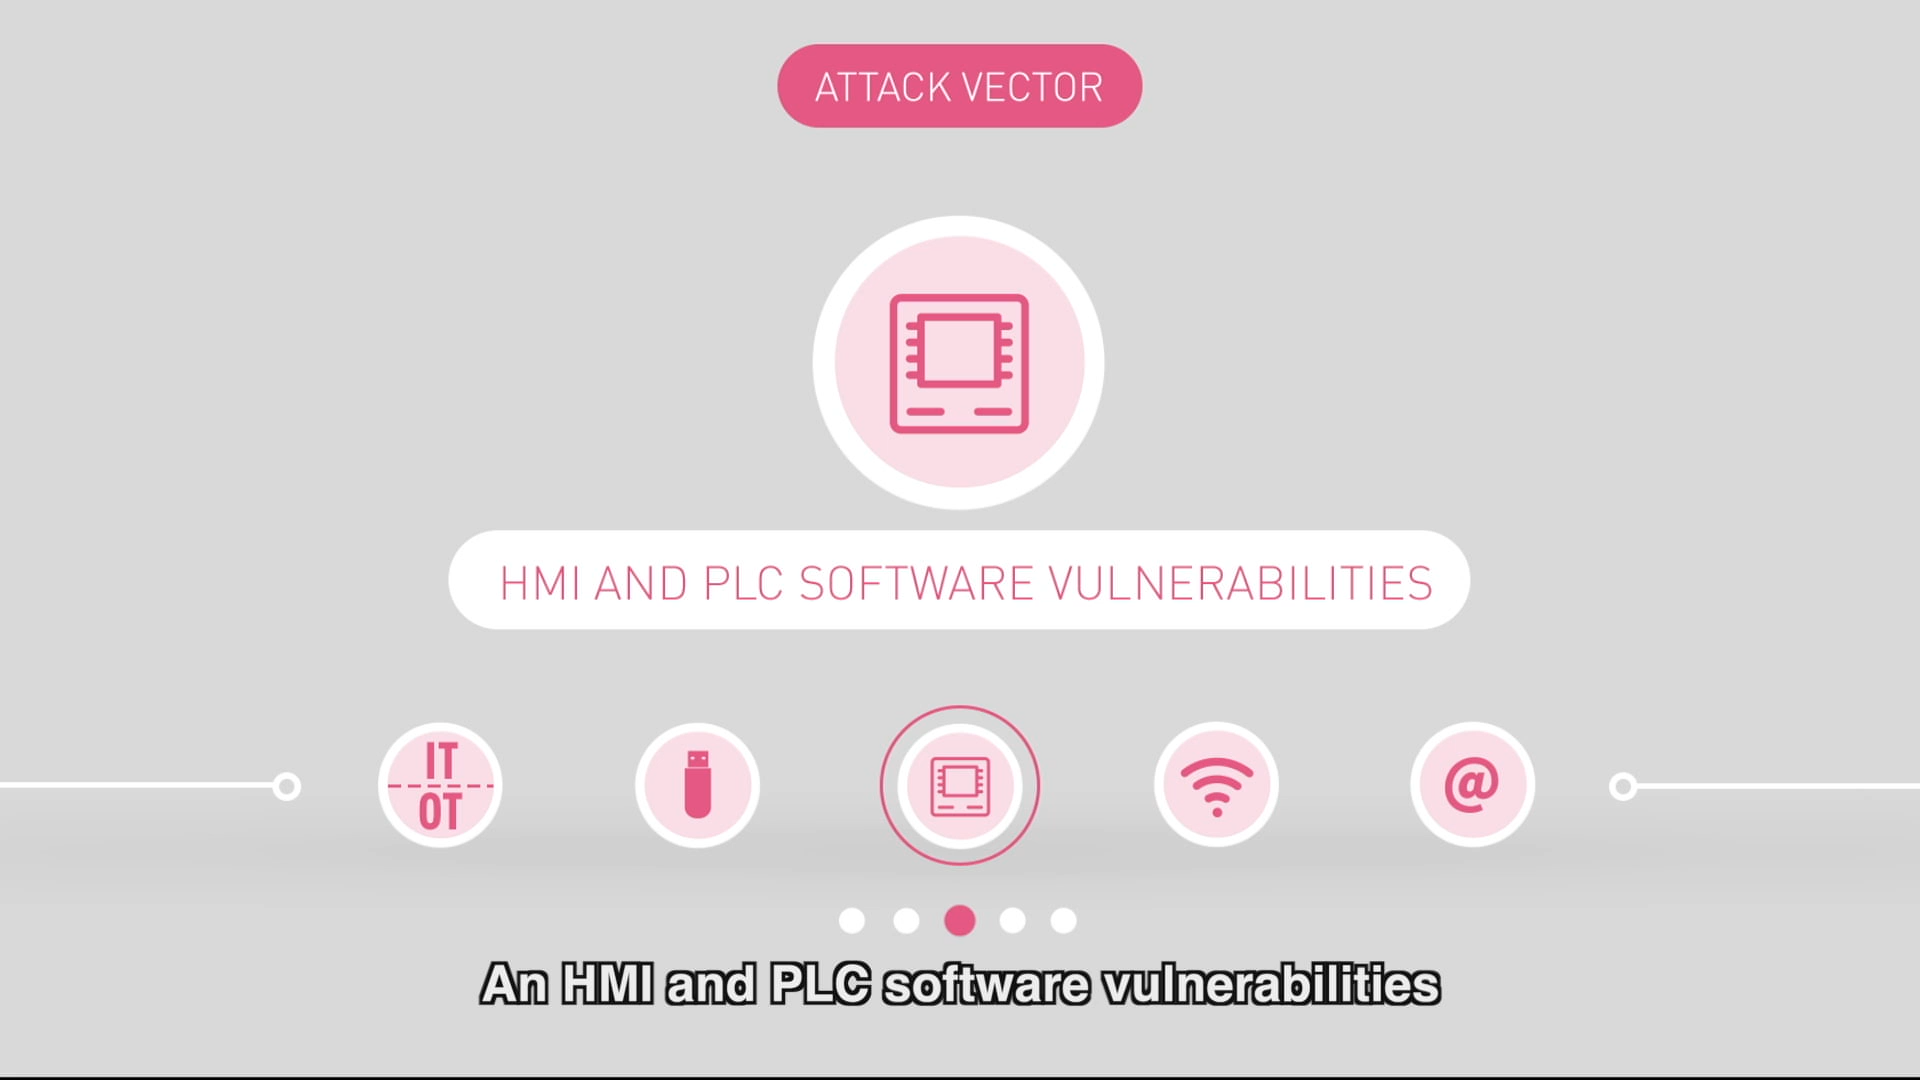 ATTACK VECTOR
HMI AND PLC SOFTWARE VULNERABILITIES
IT
OT
@
An HMI and PLC software vulnerabilities